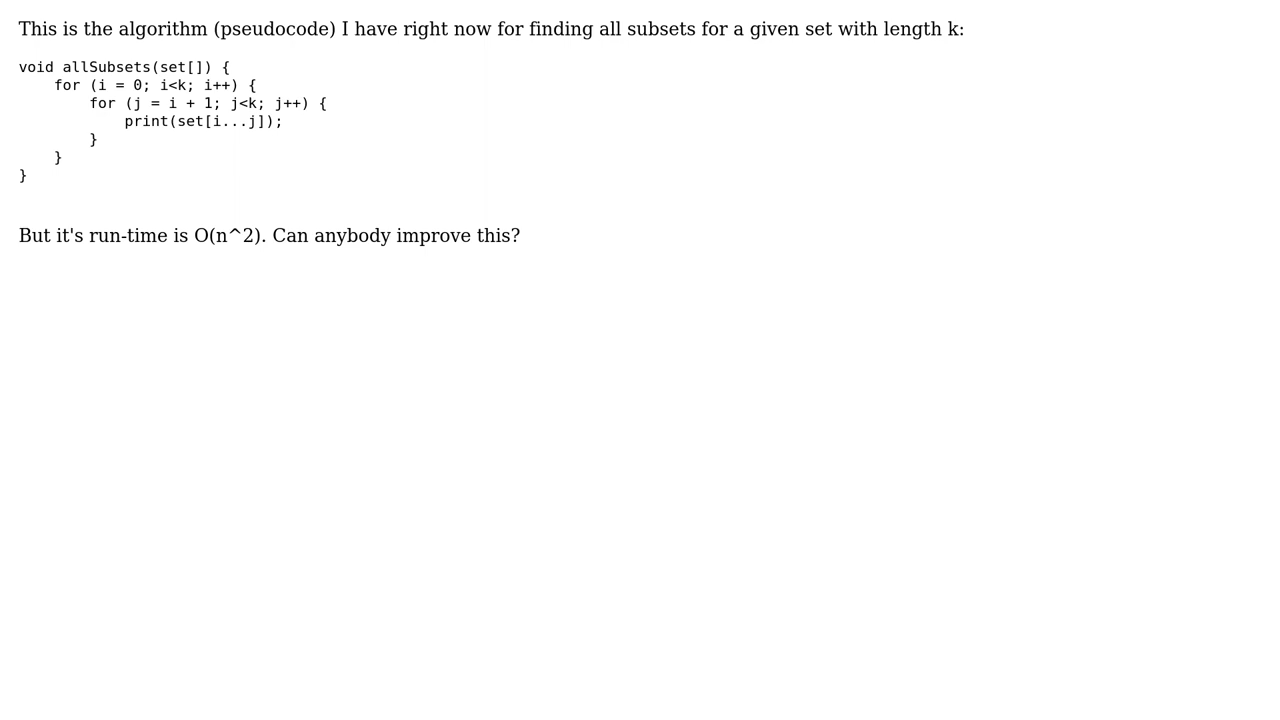 This is the algorithm (pseudocode) I have right now for finding all subsets for a given set with length k:
void allSubsets(set[]) {
    for (i = 0; i<k; i++) {
        for (j = i + 1; j<k; j++) {
            print(set[i...j]);
        }
    }
}
But it's run-time is O(n^2). Can anybody improve this?